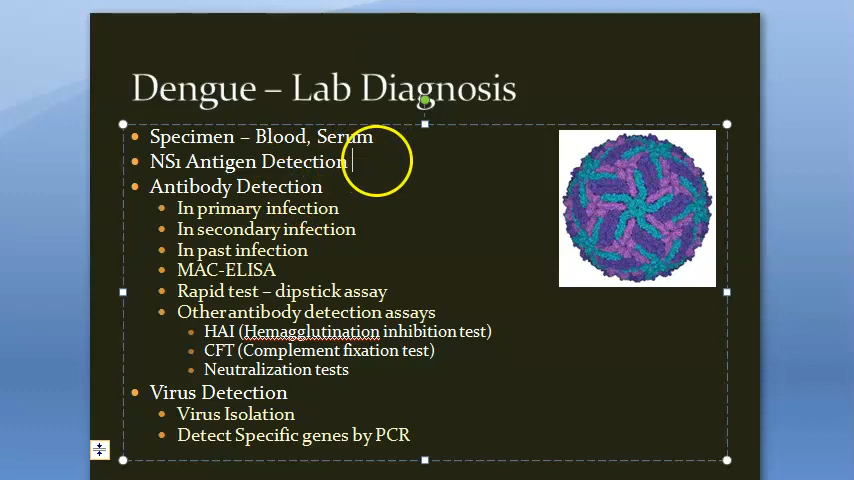 Dengue – Lab Diagnosis
Specimen – Blood, Serum
NS1 Antigen Detection
Antibody Detection
In primary infection
In secondary infection
In past infection
MAC-ELISA
Rapid test – dipstick assay
Other antibody detection assays
HAI (Hemagglutination inhibition test)
CFT (Complement fixation test)
Neutralization tests
Virus Detection
Virus Isolation
Detect Specific genes by PCR